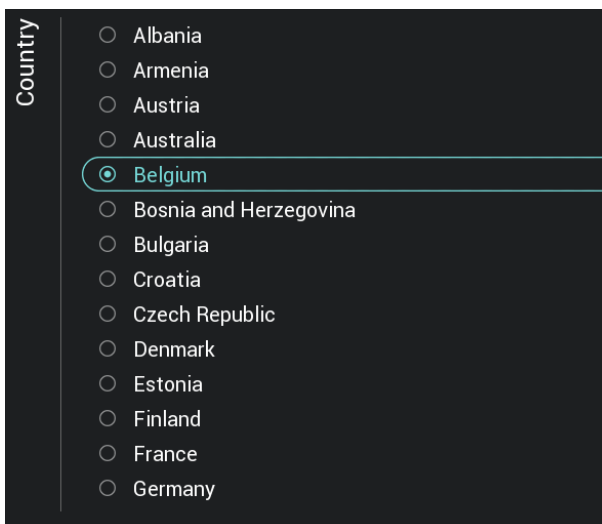 Country
Albania
Armenia
Austria
Australia
Belgium
Bosnia and Herzegovina
Bulgaria
Croatia
Czech Republic
Denmark
Estonia
Finland
France
Germany